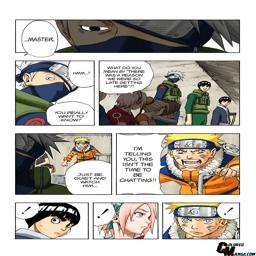 ...MASTER.
HMM...
WHAT DO YOU
MEAN BY "THERE
WAS A REASON
WE WERE SO
LATE GETTING
HERE"?!
YOU REALLY
WANT TO
KNOW?
JUST BE
QUIET AND
WATCH
HIM...
I'M
TELLING
YOU, THIS
ISN'T THE
TIME TO
BE
CHATTING!!
!
!
!
COLORED
MANGA.COM